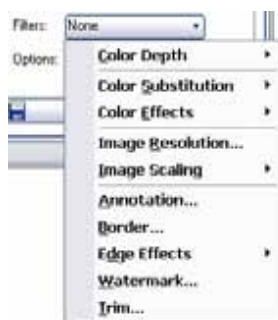 Filters: None
Options:
Color Depth
Color Substitution
Color Effects
Image Resolution...
Image Scaling
Annotation...
Border...
Edge Effects
Watermark...
Trim...